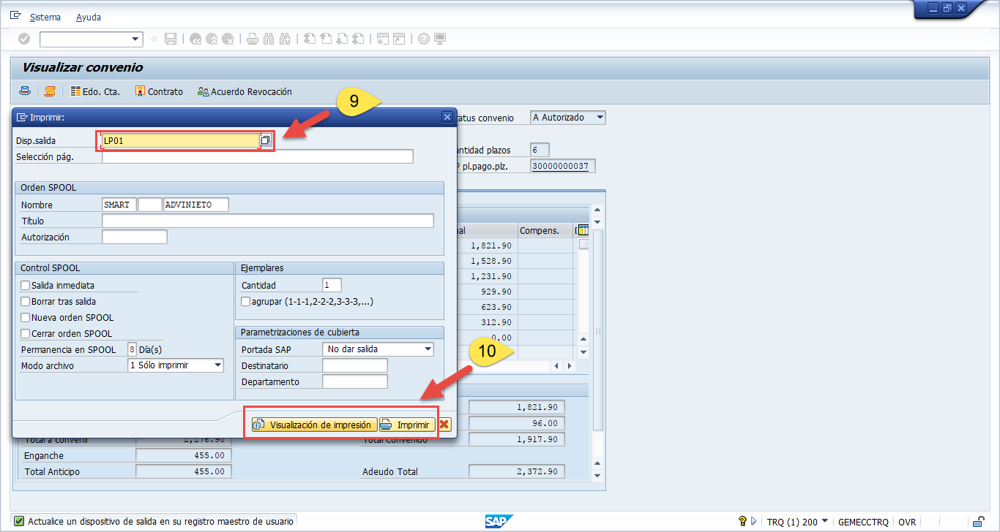 Sistema Ayuda
Visualizar convenio
Edo. Cta. Contrato Acuerdo Revocación
9
Imprimir:
tatus convenio A Autorizado
Disp.salida LP01
Selección pág.
ntidad plazos 6
pl.pago.plz. 30000000037
Orden SPOOL
Nombre SMART ADVINIETO
Título
Autorización
al Compens.
1,821.90
1,528.90
1,231.90
929.90
623.90
312.90
0.00
Control SPOOL
Salida inmediata
Borrar tras salida
Nueva orden SPOOL
Cerrar orden SPOOL
Permanencia en SPOOL 8 Día(s)
Modo archivo 1 Sólo imprimir
Ejemplares
Cantidad 1
agrupar (1-1-1,2-2-2,3-3-3,...)
Parametrizaciones de cubierta
Portada SAP No dar salida
Destinatario
Departamento
10
Visualización de impresión Imprimir
1,821.90
96.00
Total a convenir 2,276.90 Total Convenido 1,917.90
Enganche 455.00
Total Anticipo 455.00 Adeudo Total 2,372.90
Actualice un dispositivo de salida en su registro maestro de usuario SAP TRQ (1) 200 GEMECCTRQ OVR